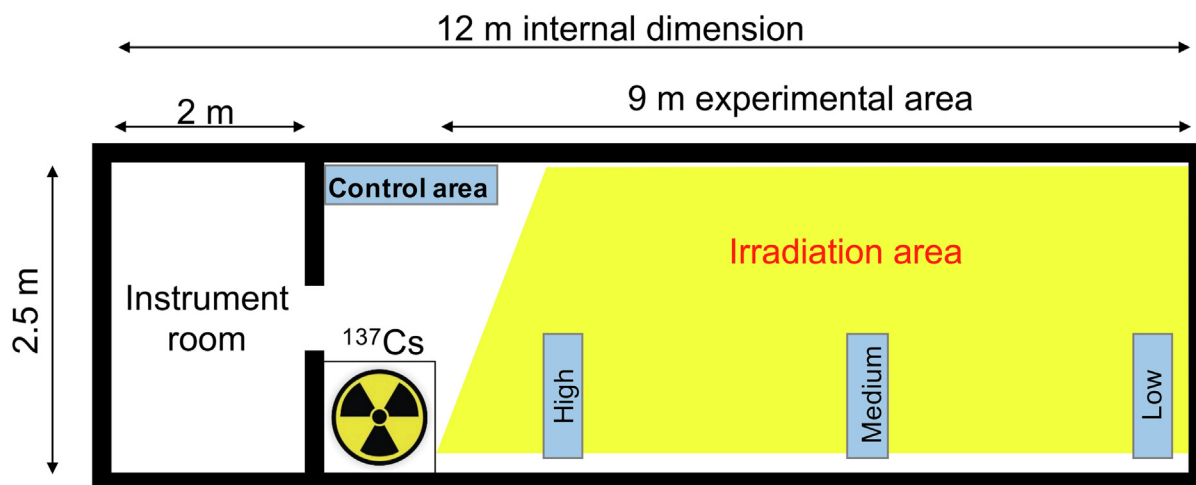 12 m internal dimension
9 m experimental area
2 m
2.5 m
Control area
Irradiation area
Instrument
room
¹³⁷Cs
High
Medium
Low